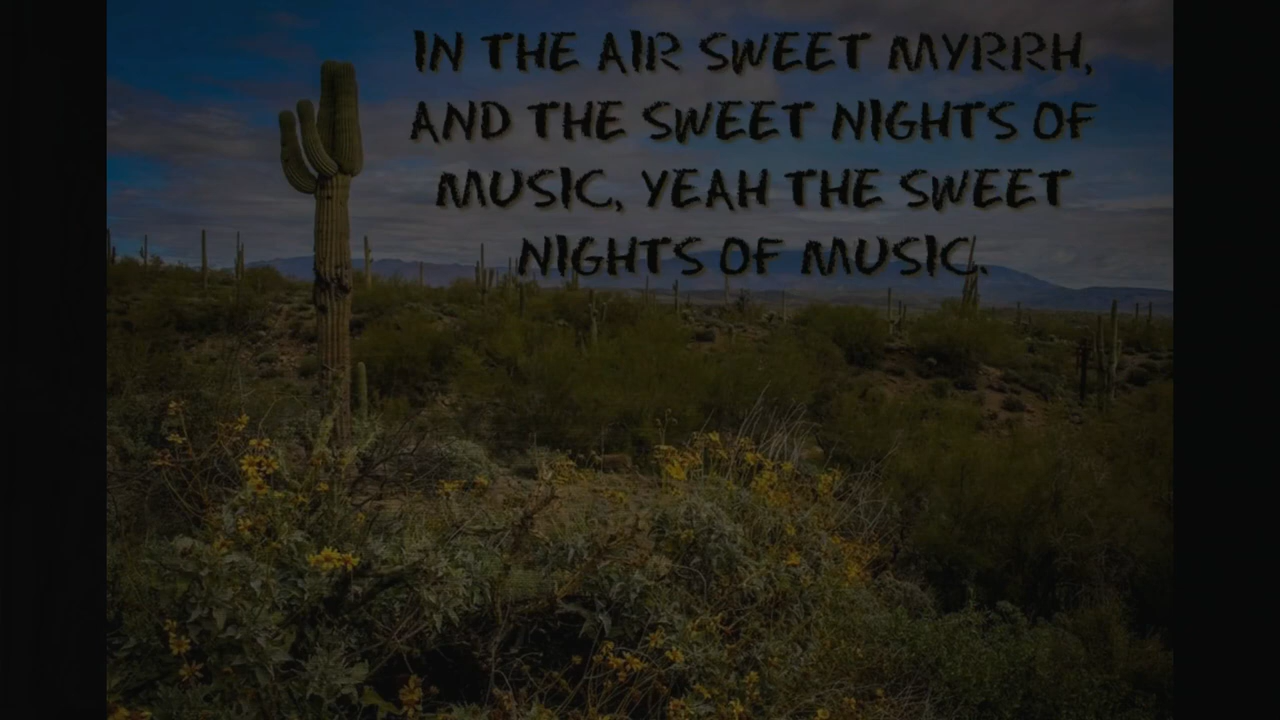 IN THE AIR SWEET MYRRH,
AND THE SWEET NIGHTS OF
MUSIC, YEAH THE SWEET
NIGHTS OF MUSIC.